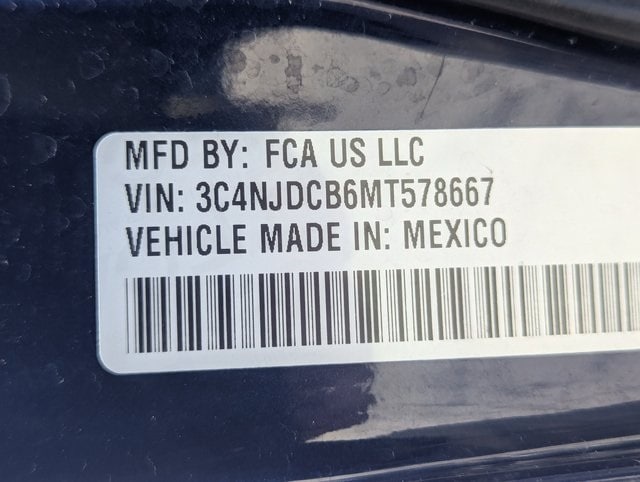 MFD BY: FCA US LLC
VIN: 3C4NJDCB6MT578667
VEHICLE MADE IN: MEXICO